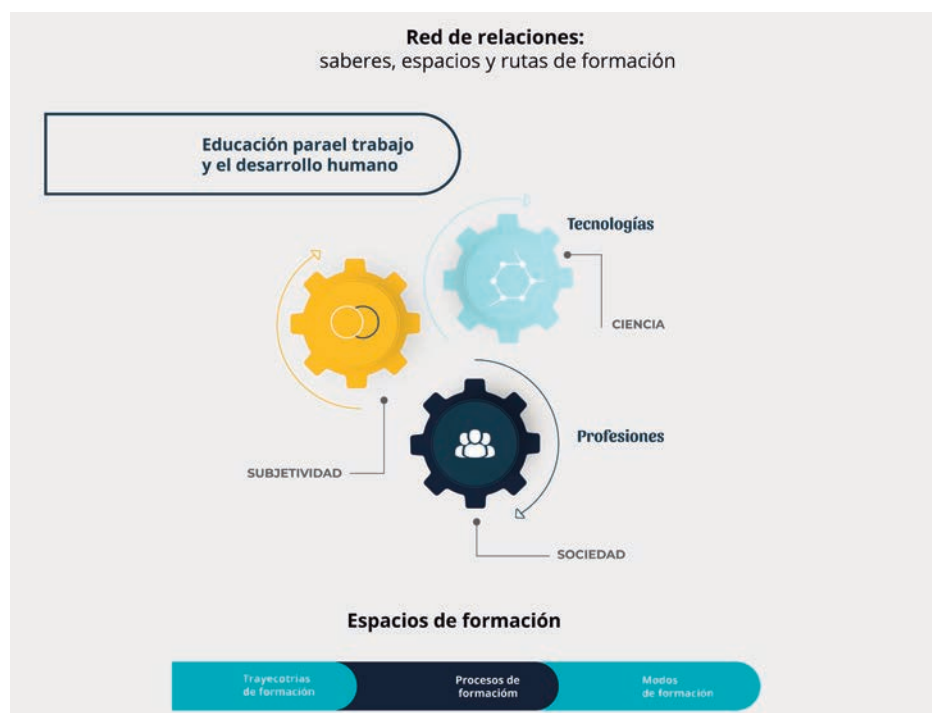 Red de relaciones:
saberes, espacios y rutas de formación
Educación parael trabajo
y el desarrollo humano
Tecnologías
CIENCIA
Profesiones
SUBJETIVIDAD
SOCIEDAD
Espacios de formación
Trayecotrias
de formación
Procesos de
formacióm
Modos
de formación